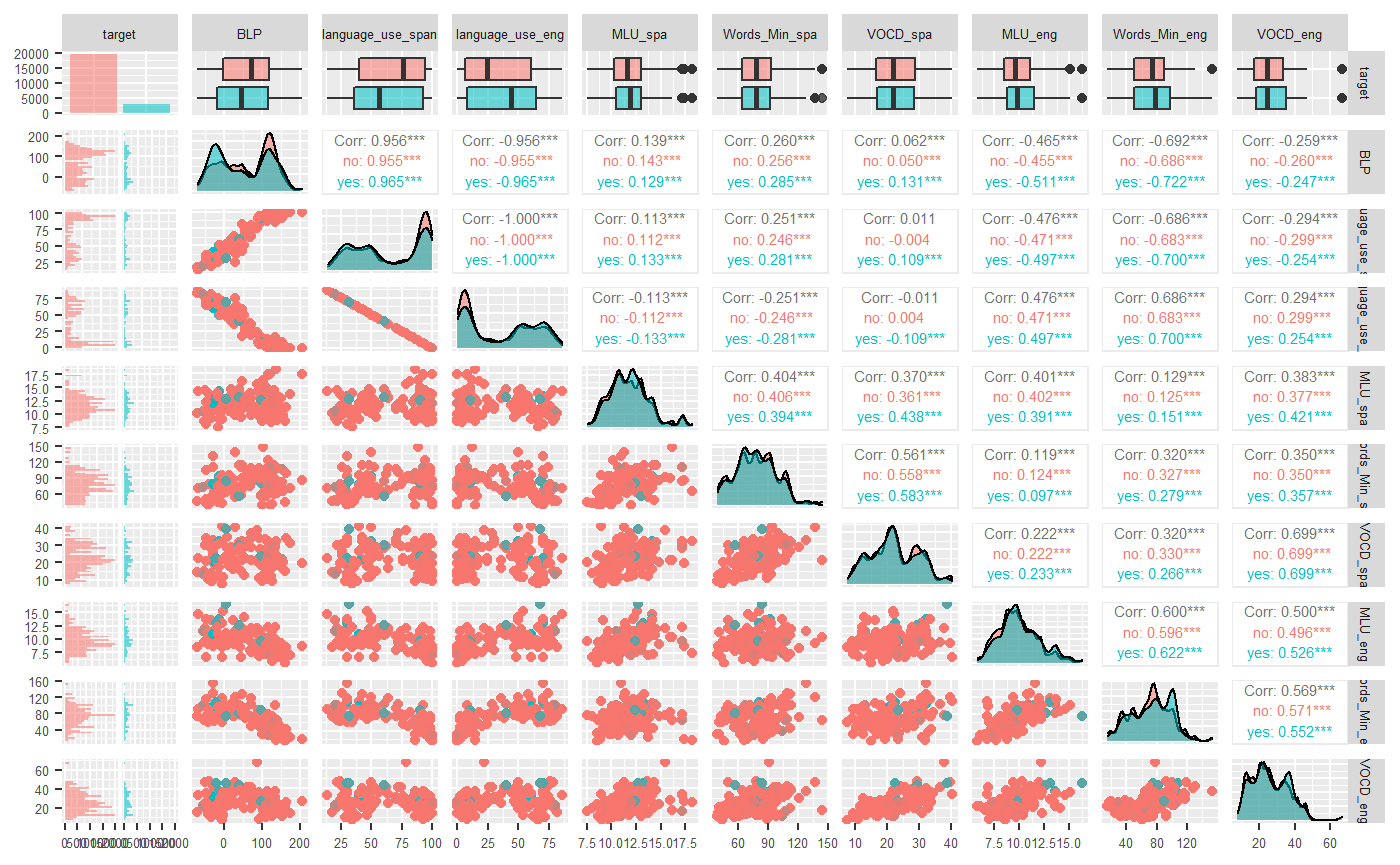 target BLP language_use_span language_use_eng MLU_spa Words_Min_spa VOCD_spa MLU_eng Words_Min_eng VOCD_eng
20000
15000
10000
5000
0
target
200
100
0
Corr: 0.956*** Corr: -0.956*** Corr: 0.139*** Corr: 0.260*** Corr: 0.062*** Corr: -0.465*** Corr: -0.692*** Corr: -0.259***
no: 0.955*** no: -0.955*** no: 0.143*** no: 0.256*** no: 0.050*** no: -0.455*** no: -0.686*** no: -0.260***
yes: 0.965*** yes: -0.965*** yes: 0.129*** yes: 0.285*** yes: 0.131*** yes: -0.511*** yes: -0.722*** yes: -0.247***
BLP
100
75
50
25
Corr: -1.000*** Corr: 0.113*** Corr: 0.251*** Corr: 0.011 Corr: -0.476*** Corr: -0.686*** Corr: -0.294***
no: -1.000*** no: 0.112*** no: 0.246*** no: -0.004 no: -0.471*** no: -0.683*** no: -0.299***
yes: -1.000*** yes: 0.133*** yes: 0.281*** yes: 0.109*** yes: -0.497*** yes: -0.700*** yes: -0.254***
75
50
25
0
Corr: -0.113*** Corr: -0.251*** Corr: -0.011 Corr: 0.476*** Corr: 0.686*** Corr: 0.294***
no: -0.112*** no: -0.246*** no: 0.004 no: 0.471*** no: 0.683*** no: 0.299***
yes: -0.133*** yes: -0.281*** yes: -0.109*** yes: 0.497*** yes: 0.700*** yes: 0.254***
17.5
15.0
12.5
10.0
7.5
Corr: 0.404*** Corr: 0.370*** Corr: 0.401*** Corr: 0.129*** Corr: 0.383***
no: 0.406*** no: 0.361*** no: 0.402*** no: 0.125*** no: 0.377***
yes: 0.394*** yes: 0.438*** yes: 0.391*** yes: 0.151*** yes: 0.421***
MLU_spa
150
120
90
60
Corr: 0.561*** Corr: 0.119*** Corr: 0.320*** Corr: 0.350***
no: 0.558*** no: 0.124*** no: 0.327*** no: 0.350***
yes: 0.583*** yes: 0.097*** yes: 0.279*** yes: 0.357***
40
30
20
10
Corr: 0.222*** Corr: 0.320*** Corr: 0.699***
no: 0.222*** no: 0.330*** no: 0.699***
yes: 0.233*** yes: 0.266*** yes: 0.699***
VOCD_spa
15.0
12.5
10.0
7.5
Corr: 0.600*** Corr: 0.500***
no: 0.596*** no: 0.496***
yes: 0.622*** yes: 0.526***
MLU_eng
160
120
80
40
Corr: 0.569***
no: 0.571***
yes: 0.552***
60
40
20
VOCD_eng
0 100 200 25 50 75 100 0 25 50 75 7.5 10.0 12.5 15.0 17.5 60 90 120 150 10 20 30 40 7.5 10.0 12.5 15.0 40 80 120 20 40 60